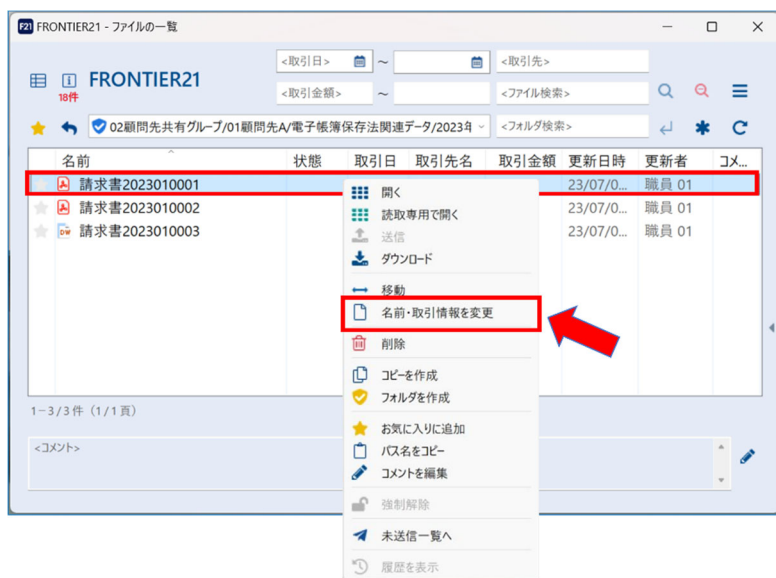 F21 FRONTIER21 - ファイルの一覧
<取引日> ~ <取引先>
FRONTIER21
18件
<取引金額> ~ <ファイル検索>
02顧問先共有グループ/01顧問先A/電子帳簿保存法関連データ/2023年 <フォルダ検索>
名前 状態 取引日 取引先名 取引金額 更新日時 更新者 コメ...
請求書2023010001 23/07/0... 職員 01
請求書2023010002 23/07/0... 職員 01
請求書2023010003 23/07/0... 職員 01
開く
読取専用で開く
送信
ダウンロード
移動
名前・取引情報を変更
削除
コピーを作成
フォルダを作成
お気に入りに追加
パス名をコピー
コメントを編集
強制解除
未送信一覧へ
履歴を表示
1-3/3件 (1/1頁)
<コメント>